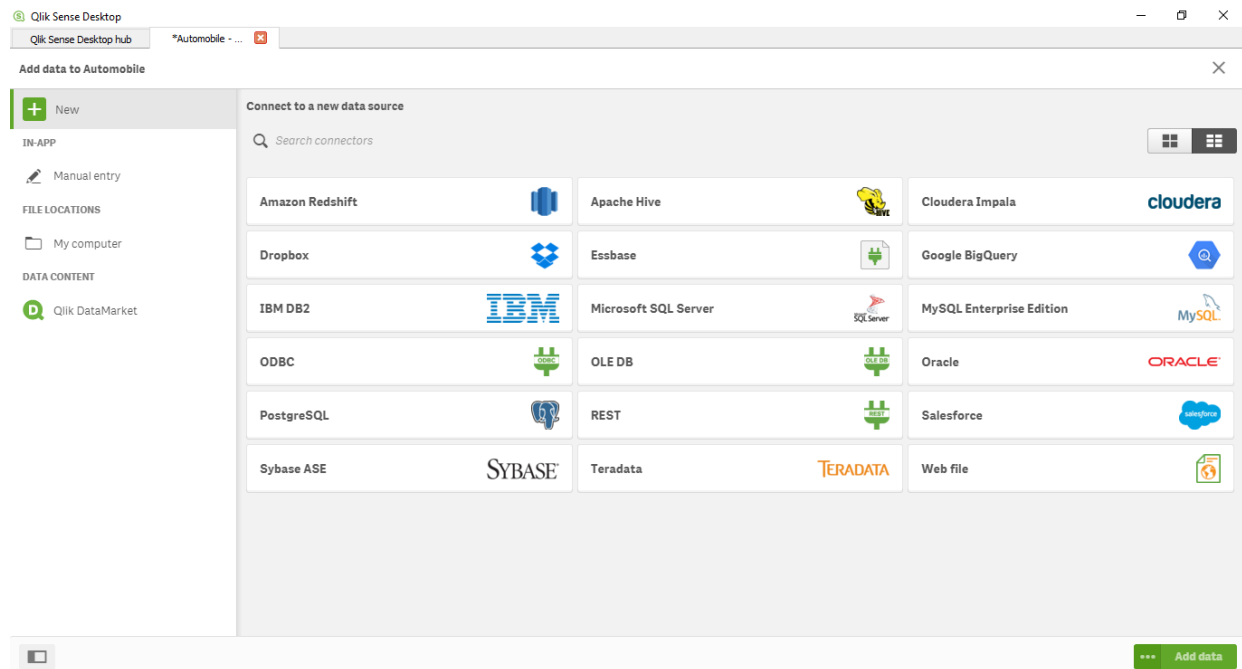 Qlik Sense Desktop
Qlik Sense Desktop hub
*Automobile - ...
Add data to Automobile
New
IN-APP
Manual entry
FILE LOCATIONS
My computer
DATA CONTENT
Qlik DataMarket
Connect to a new data source
Search connectors
Amazon Redshift
Apache Hive
HIVE
Cloudera Impala
cloudera
Dropbox
Essbase
Google BigQuery
IBM DB2
IBM
Microsoft SQL Server
SQL Server
MySQL Enterprise Edition
MySQL
ODBC
ODBC
OLE DB
OLE DB
Oracle
ORACLE
PostgreSQL
REST
REST
Salesforce
salesforce
Sybase ASE
SYBASE
Teradata
TERADATA
Web file
Add data